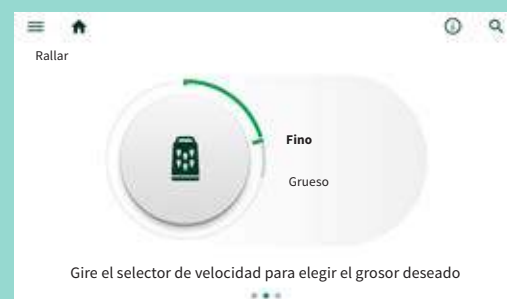 Rallar
Fino
Grueso
Gire el selector de velocidad para elegir el grosor deseado